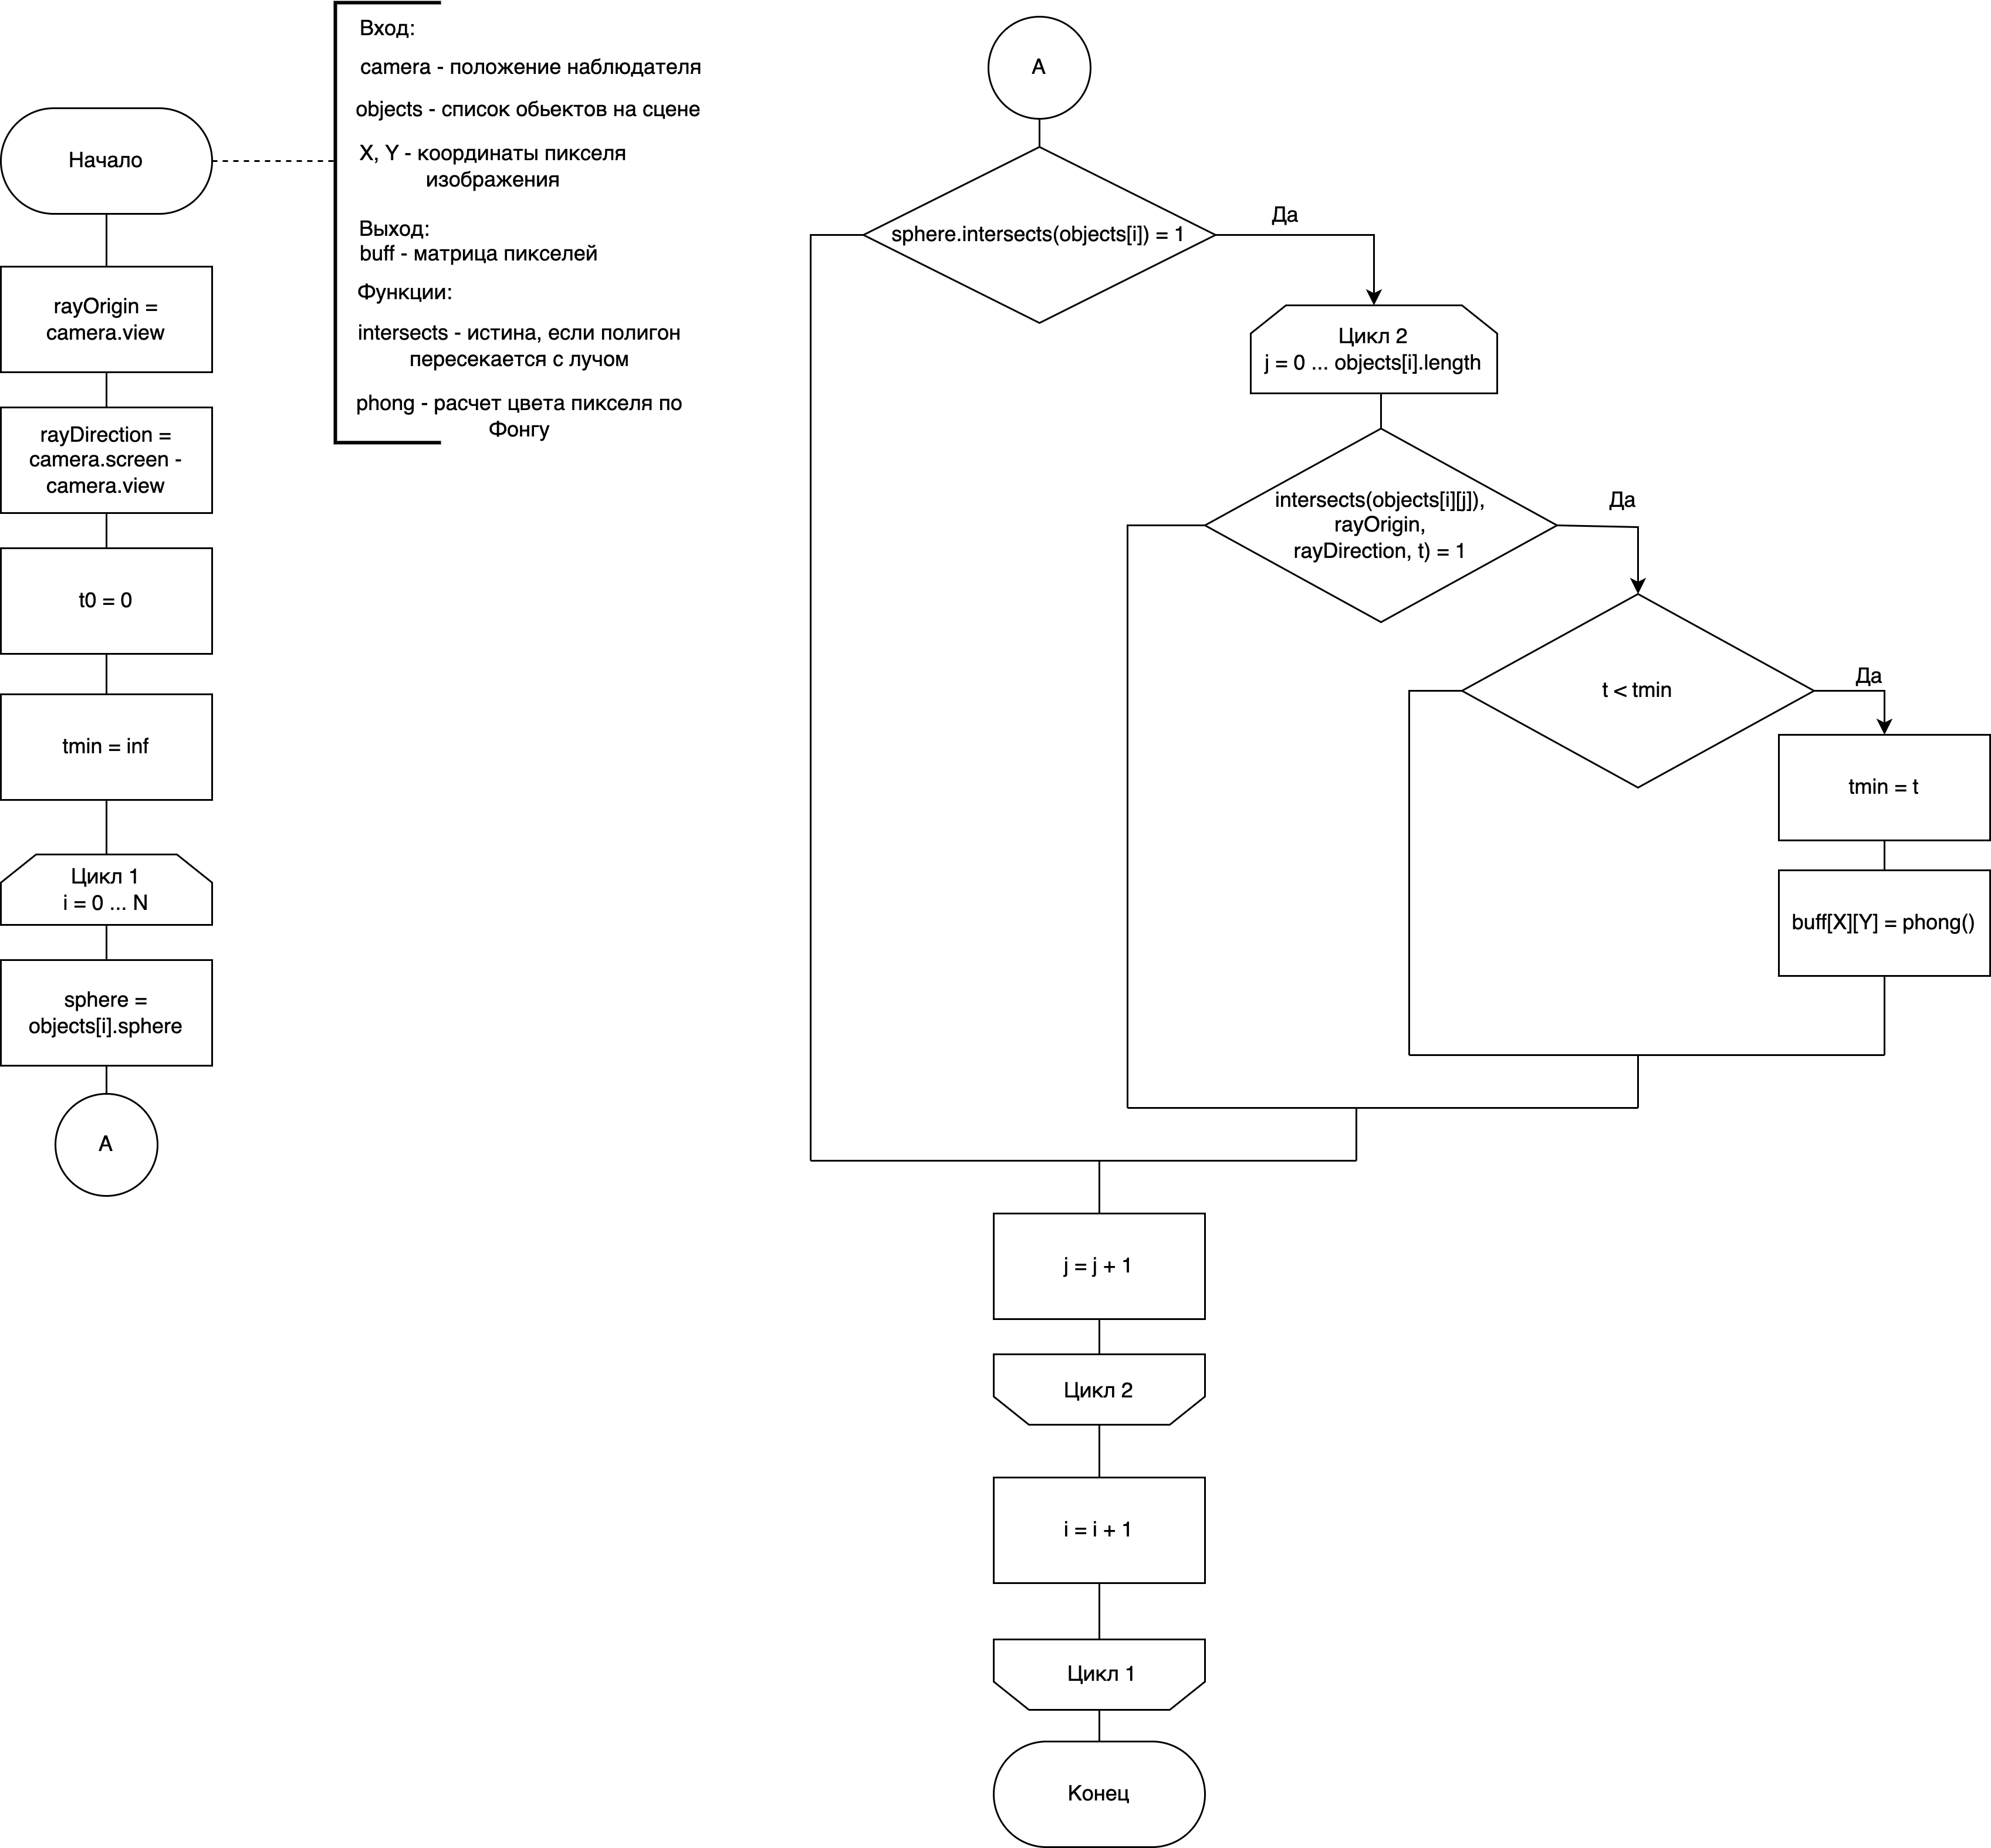 Начало
rayOrigin =
camera.view
rayDirection =
camera.screen -
camera.view
t0 = 0
tmin = inf
Цикл 1
i = 0 ... N
sphere =
objects[i].sphere
A
Вход:
camera - положение наблюдателя
objects - список обьектов на сцене
X, Y - координаты пикселя
изображения
Выход:
buff - матрица пикселей
Функции:
intersects - истина, если полигон
пересекается с лучом
phong - расчет цвета пикселя по
Фонгу
A
sphere.intersects(objects[i]) = 1
Да
Цикл 2
j = 0 ... objects[i].length
intersects(objects[i][j]),
rayOrigin,
rayDirection, t) = 1
Да
t < tmin
Да
tmin = t
buff[X][Y] = phong()
j = j + 1
Цикл 2
i = i + 1
Цикл 1
Конец